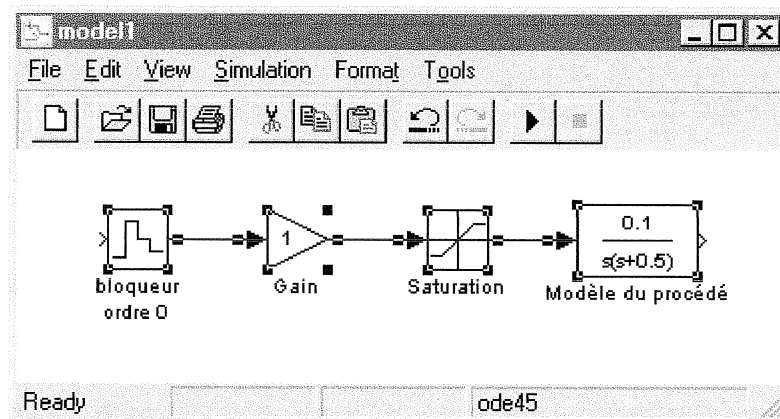 model1
File Edit View Simulation Format Tools
1
0.1
s(s+0.5)
bloqueur
ordre 0
Gain
Saturation
Modèle du procédé
Ready
ode45